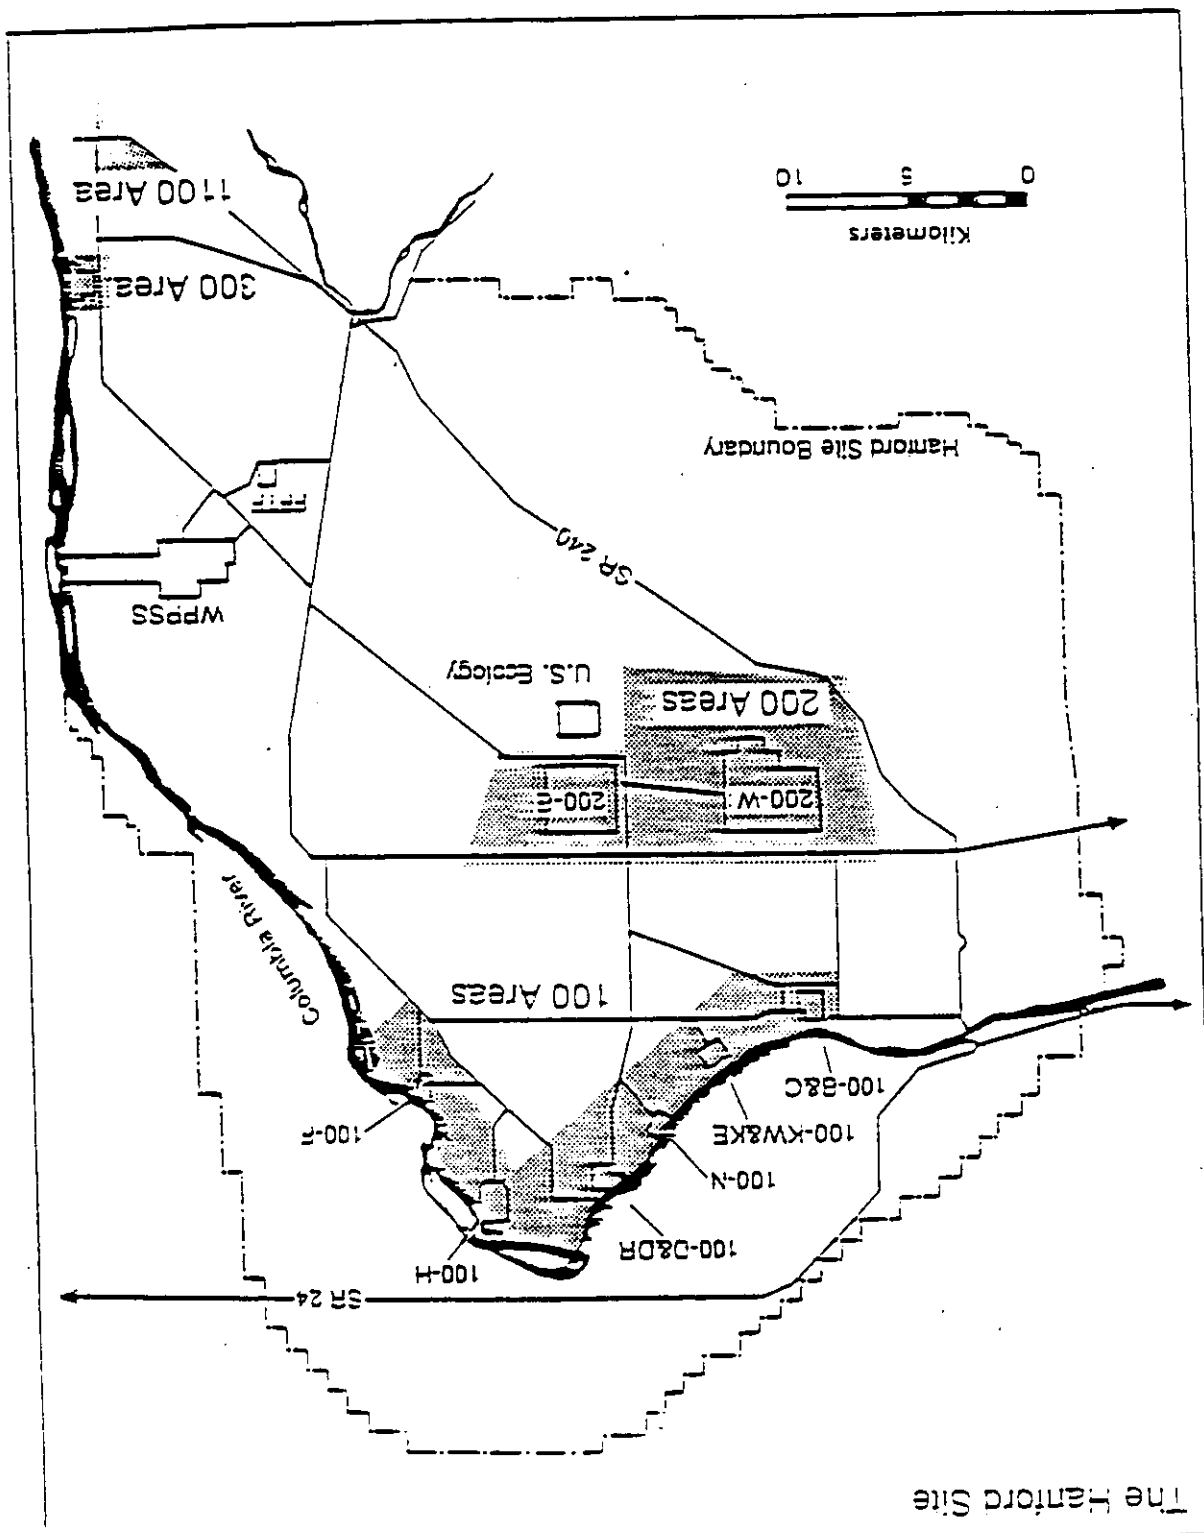 The Hanford Site
SR 24
100-H
100-D&DR
100-N
100-F
100-KW&KE
100-B&C
100 Areas
Columbia River
200-W
200-E
200 Areas
U.S. Ecology
WPPSS
SR 240
FFTF
Hanford Site Boundary
300 Area
Kilometers
0 5 10
1100 Area